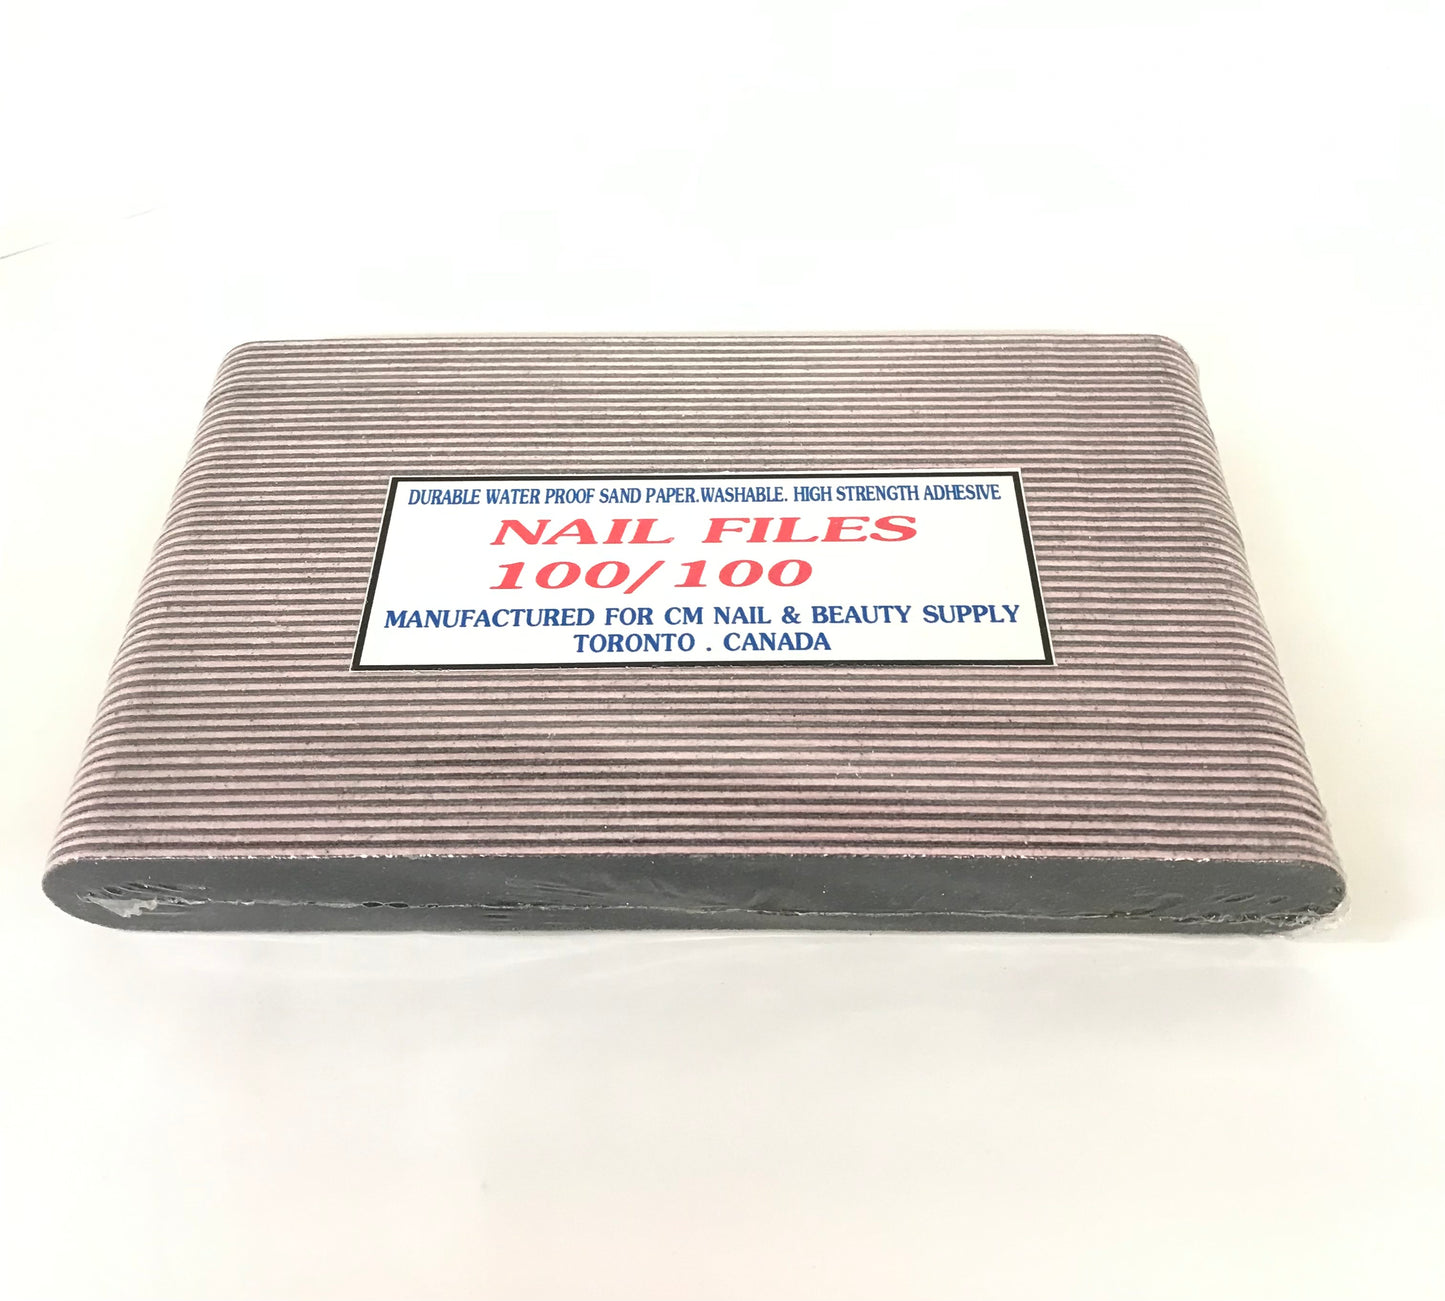 DURABLE WATER PROOF SAND PAPER.WASHABLE. HIGH STRENGTH ADHESIVE
NAIL FILES
100/100
MANUFACTURED FOR CM NAIL & BEAUTY SUPPLY
TORONTO . CANADA